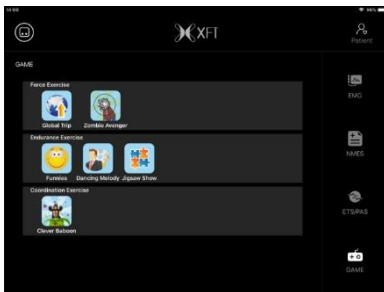 XFT
Patient
GAME
Force Exercise
Global Trip Zombie Avenger
Endurance Exercise
Funnies Dancing Melody Jigsaw Show
Coordination Exercise
Clever Baboon
EMG
NMES
ETS/PAS
GAME